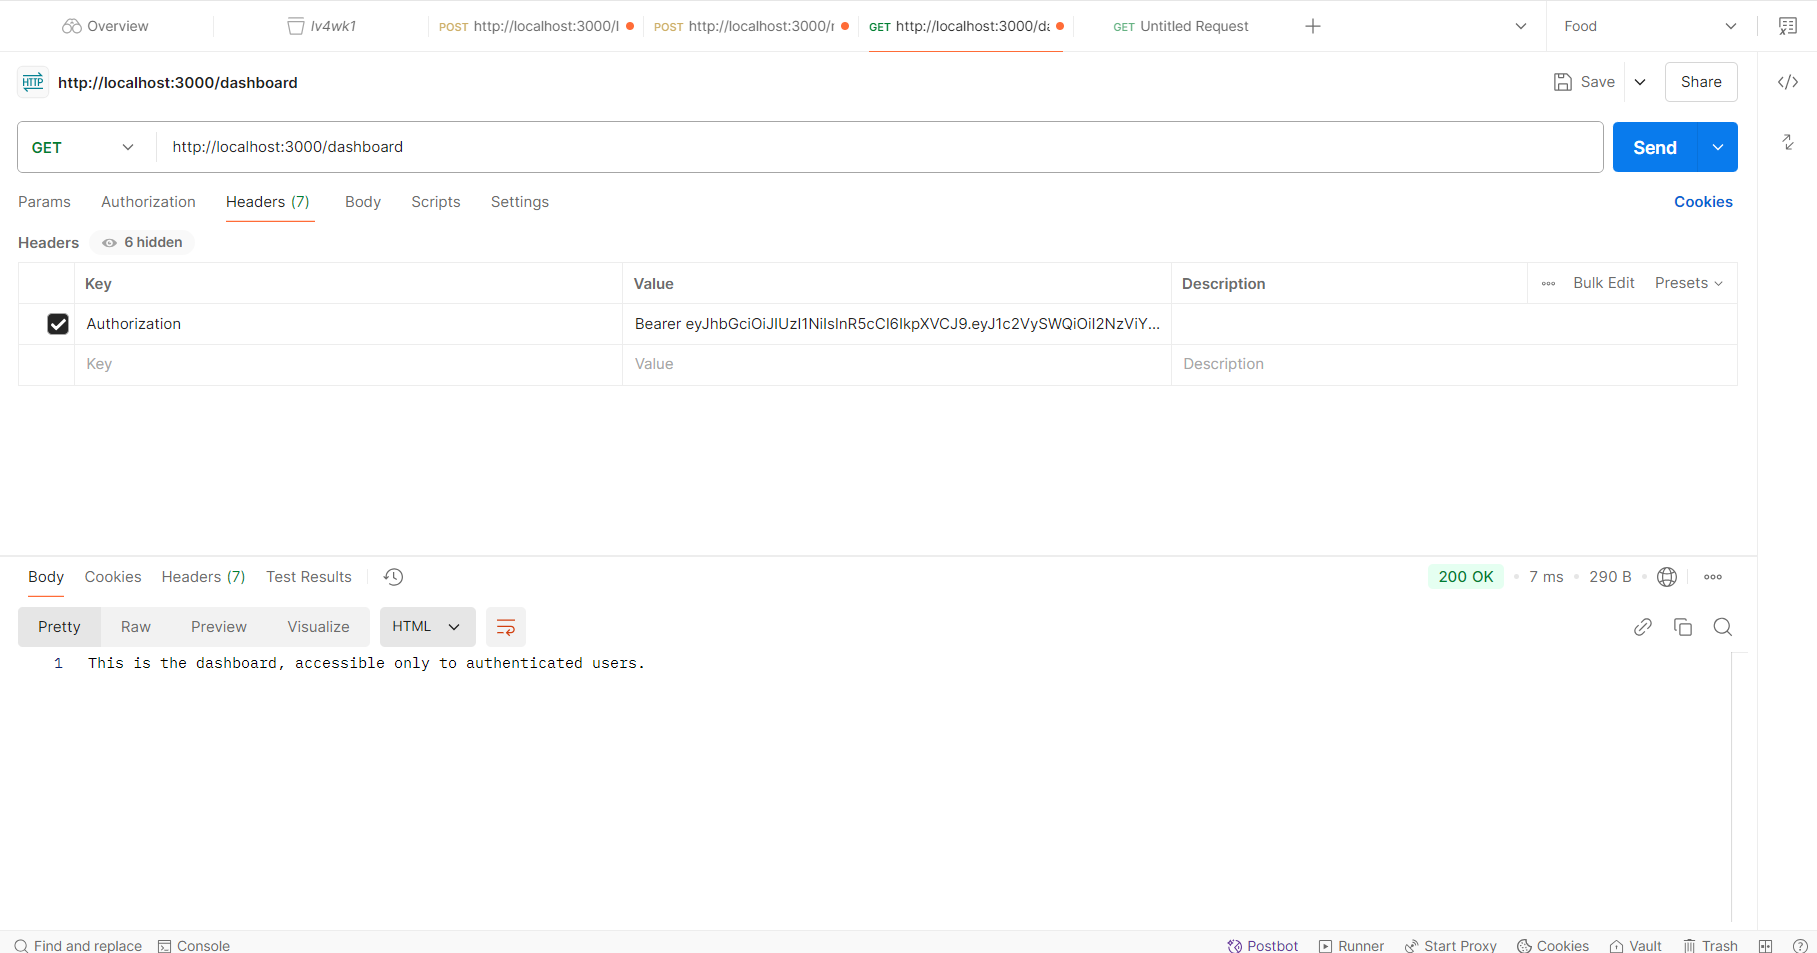 Overview
lv4wk1
POST http://localhost:3000/l
POST http://localhost:3000/r
GET http://localhost:3000/da
GET Untitled Request
Food
HTTP http://localhost:3000/dashboard
Save
Share
GET
http://localhost:3000/dashboard
Send
Params
Authorization
Headers (7)
Body
Scripts
Settings
Cookies
Headers
6 hidden
Key
Value
Description
Bulk Edit
Presets
Authorization
Bearer eyJhbGciOiJIUzI1NiIsInR5cCI6IkpXVCJ9.eyJ1c2VySWQiOiI2NzViY...
Key
Value
Description
Body
Cookies
Headers (7)
Test Results
200 OK
7 ms
290 B
Pretty
Raw
Preview
Visualize
HTML
1 This is the dashboard, accessible only to authenticated users.
Find and replace
Console
Postbot
Runner
Start Proxy
Cookies
Vault
Trash